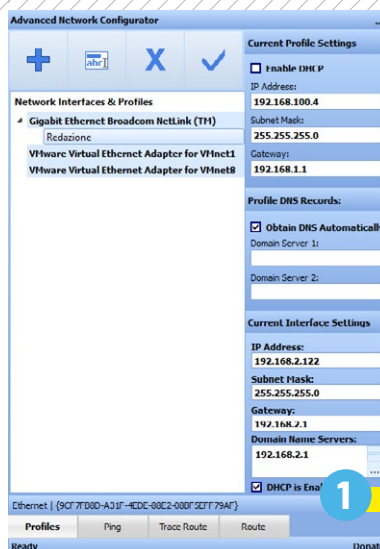 Advanced Network Configurator
abc
Network Interfaces & Profiles
Gigabit Ethernet Broadcom NetLink (TM)
Redazione
VMware Virtual Ethernet Adapter for VMnet1
VMware Virtual Ethernet Adapter for VMnet8
Current Profile Settings
Enable DHCP
IP Address:
192.168.100.4
Subnet Mask:
255.255.255.0
Gateway:
192.168.1.1
Profile DNS Records:
Obtain DNS Automatically
Domain Server 1:
Domain Server 2:
Current Interface Settings
IP Address:
192.168.2.122
Subnet Mask:
255.255.255.0
Gateway:
192.168.2.1
Domain Name Servers:
192.168.2.1
...
DHCP is Ena
1
Ethernet | {9CF7FB8D-A31F-4EDE-88E2-08BF5EFF79AF}
Profiles Ping Trace Route Route
Ready Donat